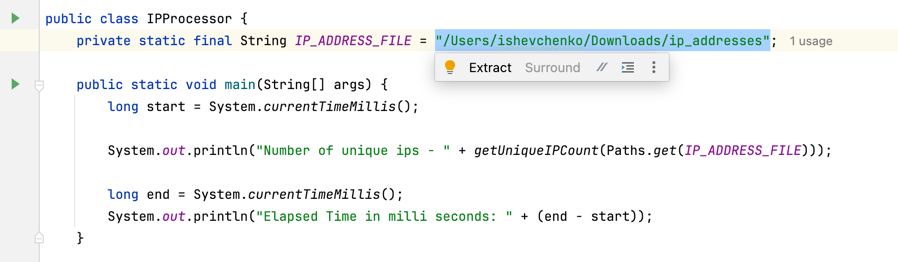 public class IPProcessor {
private static final String IP_ADDRESS_FILE = "/Users/ishevchenko/Downloads/ip_addresses"; 1 usage
Extract Surround //
public static void main(String[] args) {
long start = System.currentTimeMillis();
System.out.println("Number of unique ips - " + getUniqueIPCount(Paths.get(IP_ADDRESS_FILE)));
long end = System.currentTimeMillis();
System.out.println("Elapsed Time in milli seconds: " + (end - start));
}